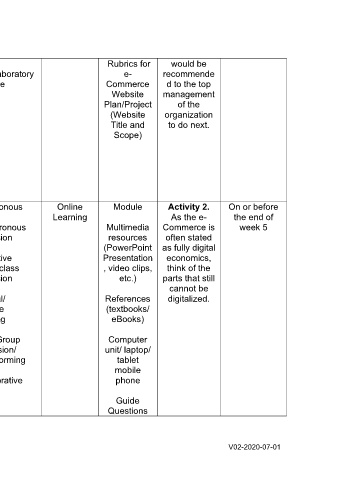 aboratory
e
Rubrics for
e-
Commerce
Website
Plan/Project
(Website
Title and
Scope)
would be
recommende
d to the top
management
of the
organization
to do next.
onous
ronous
sion
tive
class
sion
l/
e
g
Group
sion/
orming
orative
Online
Learning
Module
Multimedia
resources
(PowerPoint
Presentation
, video clips,
etc.)
References
(textbooks/
eBooks)
Computer
unit/ laptop/
tablet
mobile
phone
Guide
Questions
Activity 2.
As the e-
Commerce is
often stated
as fully digital
economics,
think of the
parts that still
cannot be
digitalized.
On or before
the end of
week 5
V02-2020-07-01